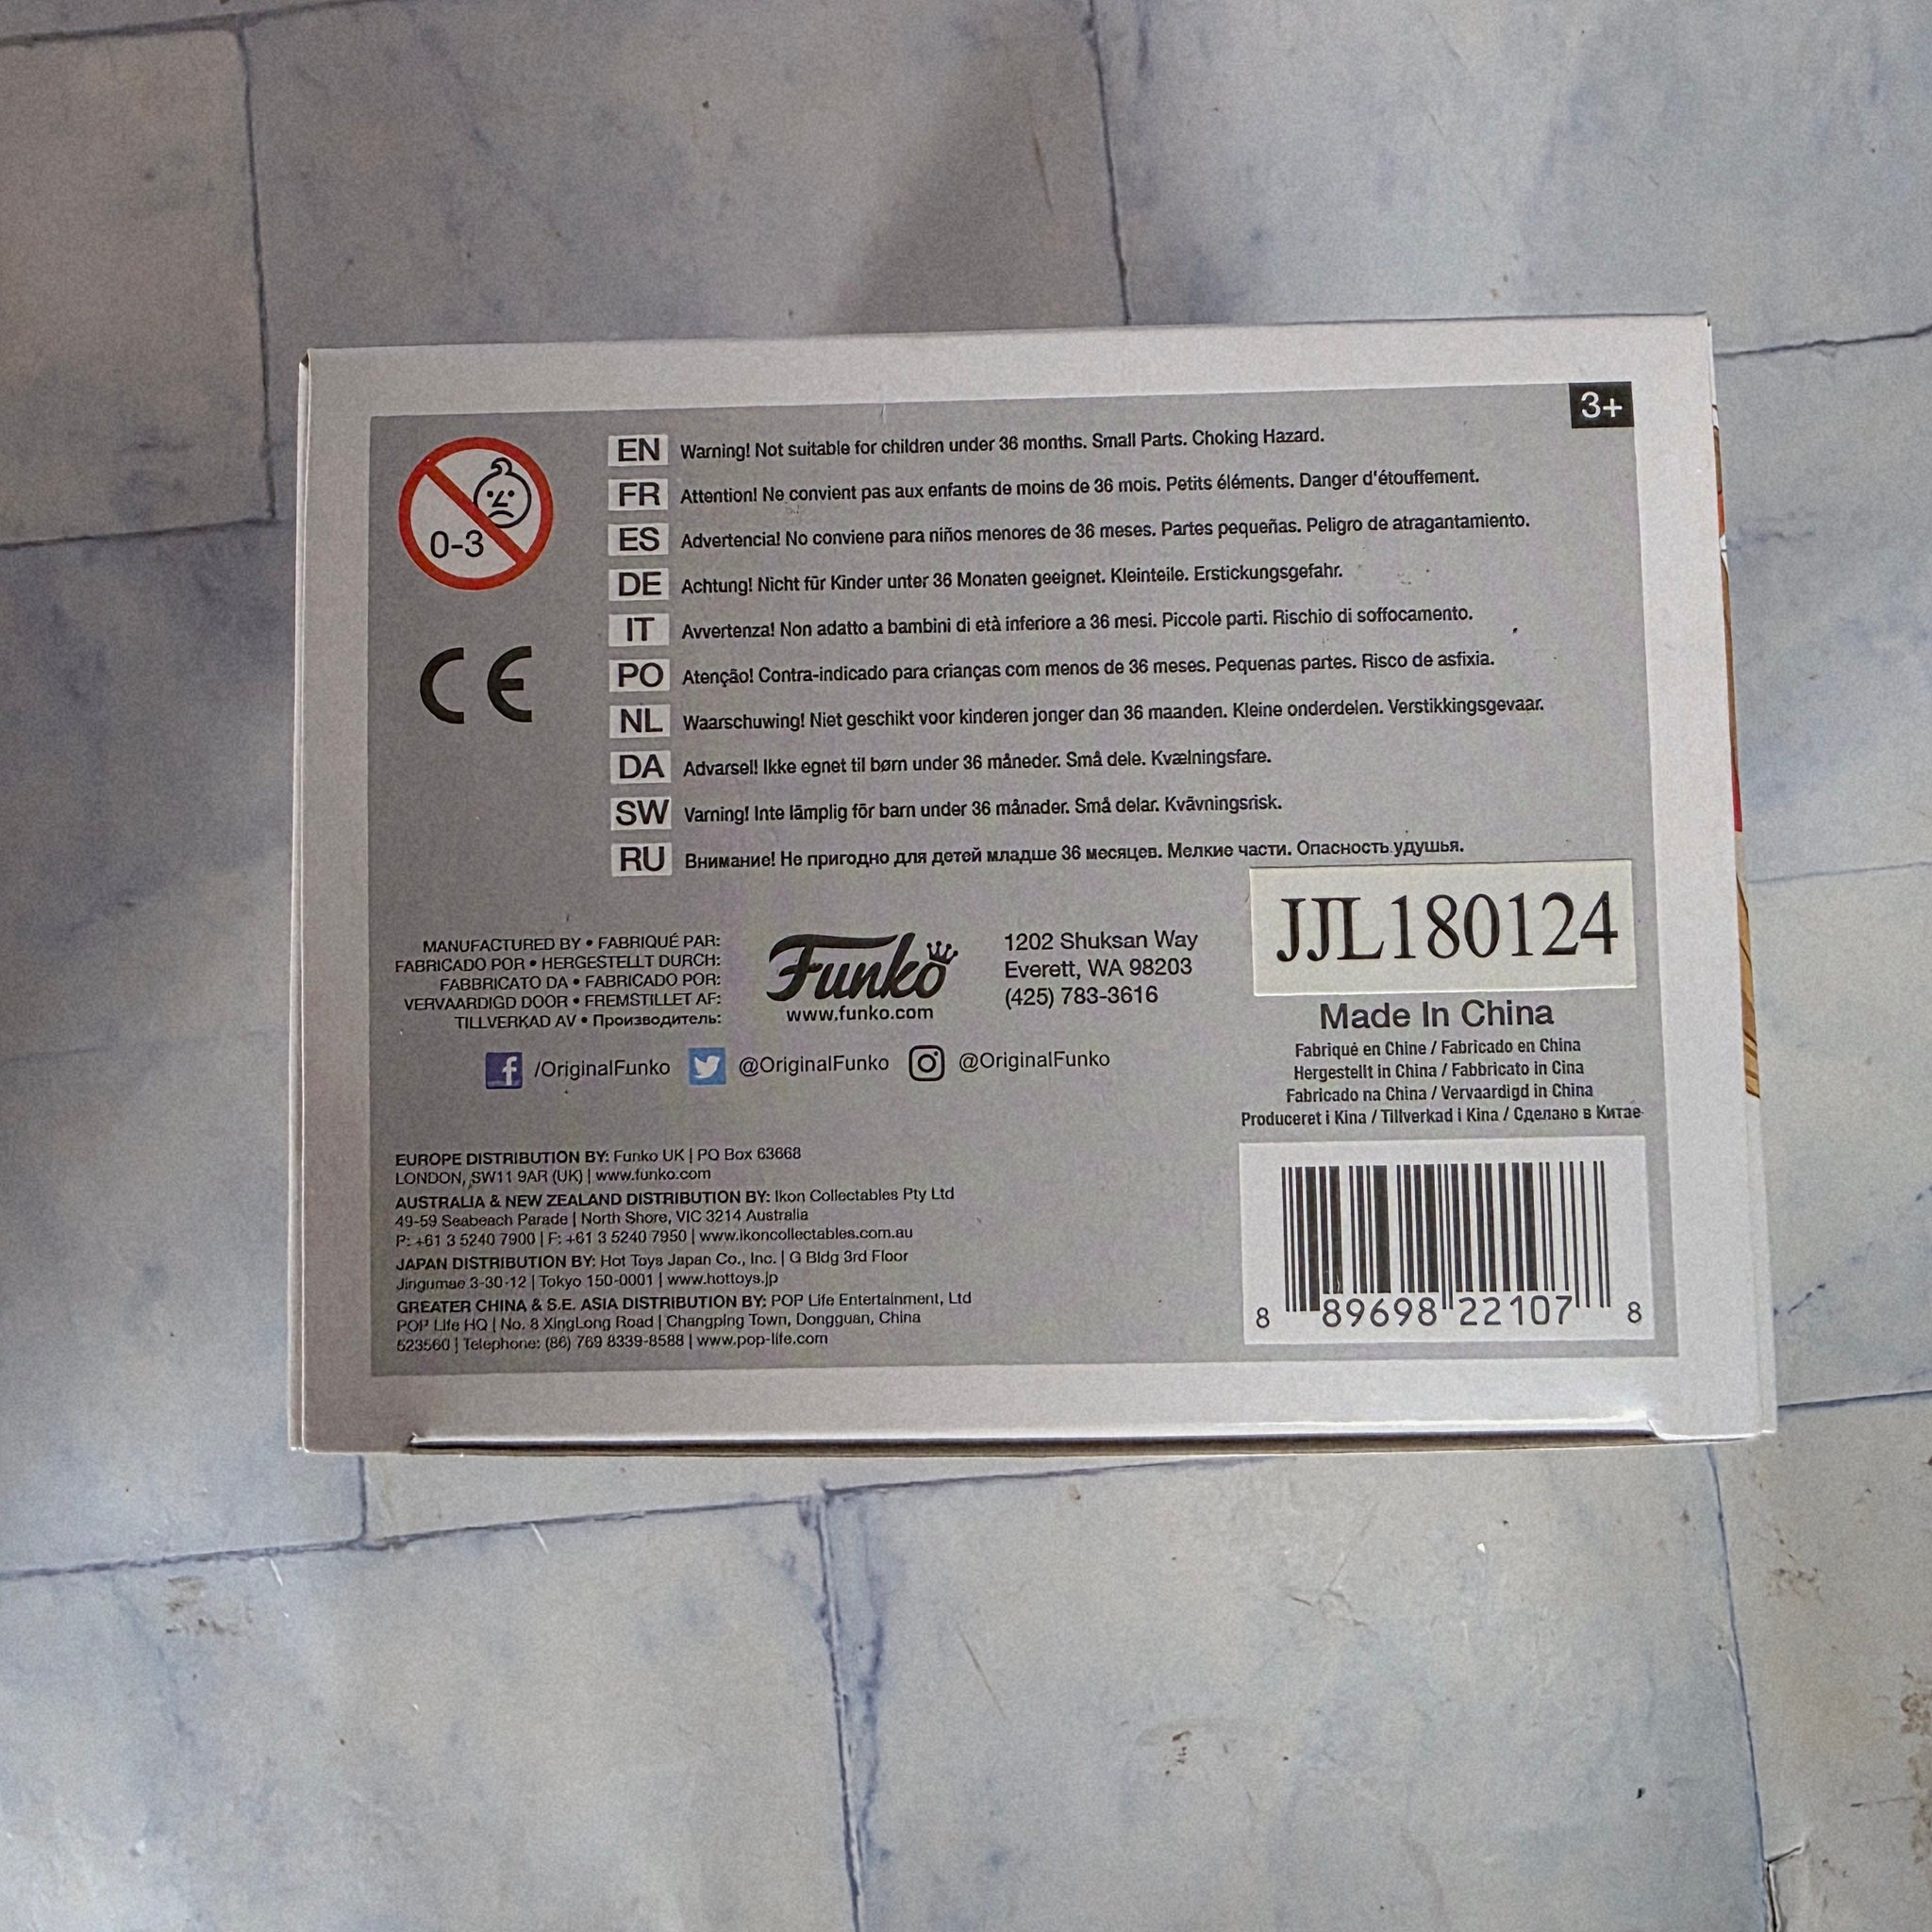 3+
0-3
EN Warning! Not suitable for children under 36 months. Small Parts. Choking Hazard.
FR Attention! Ne convient pas aux enfants de moins de 36 mois. Petits éléments. Danger d'étouffement.
ES Advertencia! No conviene para niños menores de 36 meses. Partes pequeñas. Peligro de atragantamiento.
DE Achtung! Nicht für Kinder unter 36 Monaten geeignet. Kleinteile. Erstickungsgefahr.
IT Avvertenza! Non adatto a bambini di età inferiore a 36 mesi. Piccole parti. Rischio di soffocamento.
CE
PO Atenção! Contra-indicado para crianças com menos de 36 meses. Pequenas partes. Risco de asfixia.
NL Waarschuwing! Niet geschikt voor kinderen jonger dan 36 maanden. Kleine onderdelen. Verstikkingsgevaar.
DA Advarsel! Ikke egnet til børn under 36 måneder. Små dele. Kvælningsfare.
SW Varning! Inte lämplig för barn under 36 månader. Små delar. Kvävningsrisk.
RU Внимание! Не пригодно для детей младше 36 месяцев. Мелкие части. Опасность удушья.
MANUFACTURED BY • FABRIQUÉ PAR:
FABRICADO POR • HERGESTELLT DURCH:
FABBRICATO DA • FABRICADO POR:
VERVAARDIGD DOOR • FREMSTILLET AF:
TILLVERKAD AV • Производитель:
Funko
www.funko.com
1202 Shuksan Way
Everett, WA 98203
(425) 783-3616
JJL180124
Made In China
Fabriqué en Chine / Fabricado en China
Hergestellt in China / Fabbricato in Cina
Fabricado na China / Vervaardigd in China
Produceret i Kina / Tillverkad i Kina / Сделано в Китае
/OriginalFunko @OriginalFunko @OriginalFunko
EUROPE DISTRIBUTION BY: Funko UK | PO Box 63668
LONDON, SW11 9AR (UK) | www.funko.com
AUSTRALIA & NEW ZEALAND DISTRIBUTION BY: Ikon Collectables Pty Ltd
49-59 Seabeach Parade | North Shore, VIC 3214 Australia
P: +61 3 5240 7900 | F: +61 3 5240 7950 | www.ikoncollectables.com.au
JAPAN DISTRIBUTION BY: Hot Toys Japan Co., Inc. | G Bldg 3rd Floor
Jingumae 3-30-12 | Tokyo 150-0001 | www.hottoys.jp
GREATER CHINA & S.E. ASIA DISTRIBUTION BY: POP Life Entertainment, Ltd
POP Life HQ | No. 8 XingLong Road | Changping Town, Dongguan, China
523560 | Telephone: (86) 769 8339-8588 | www.pop-life.com
8 89698 22107 8